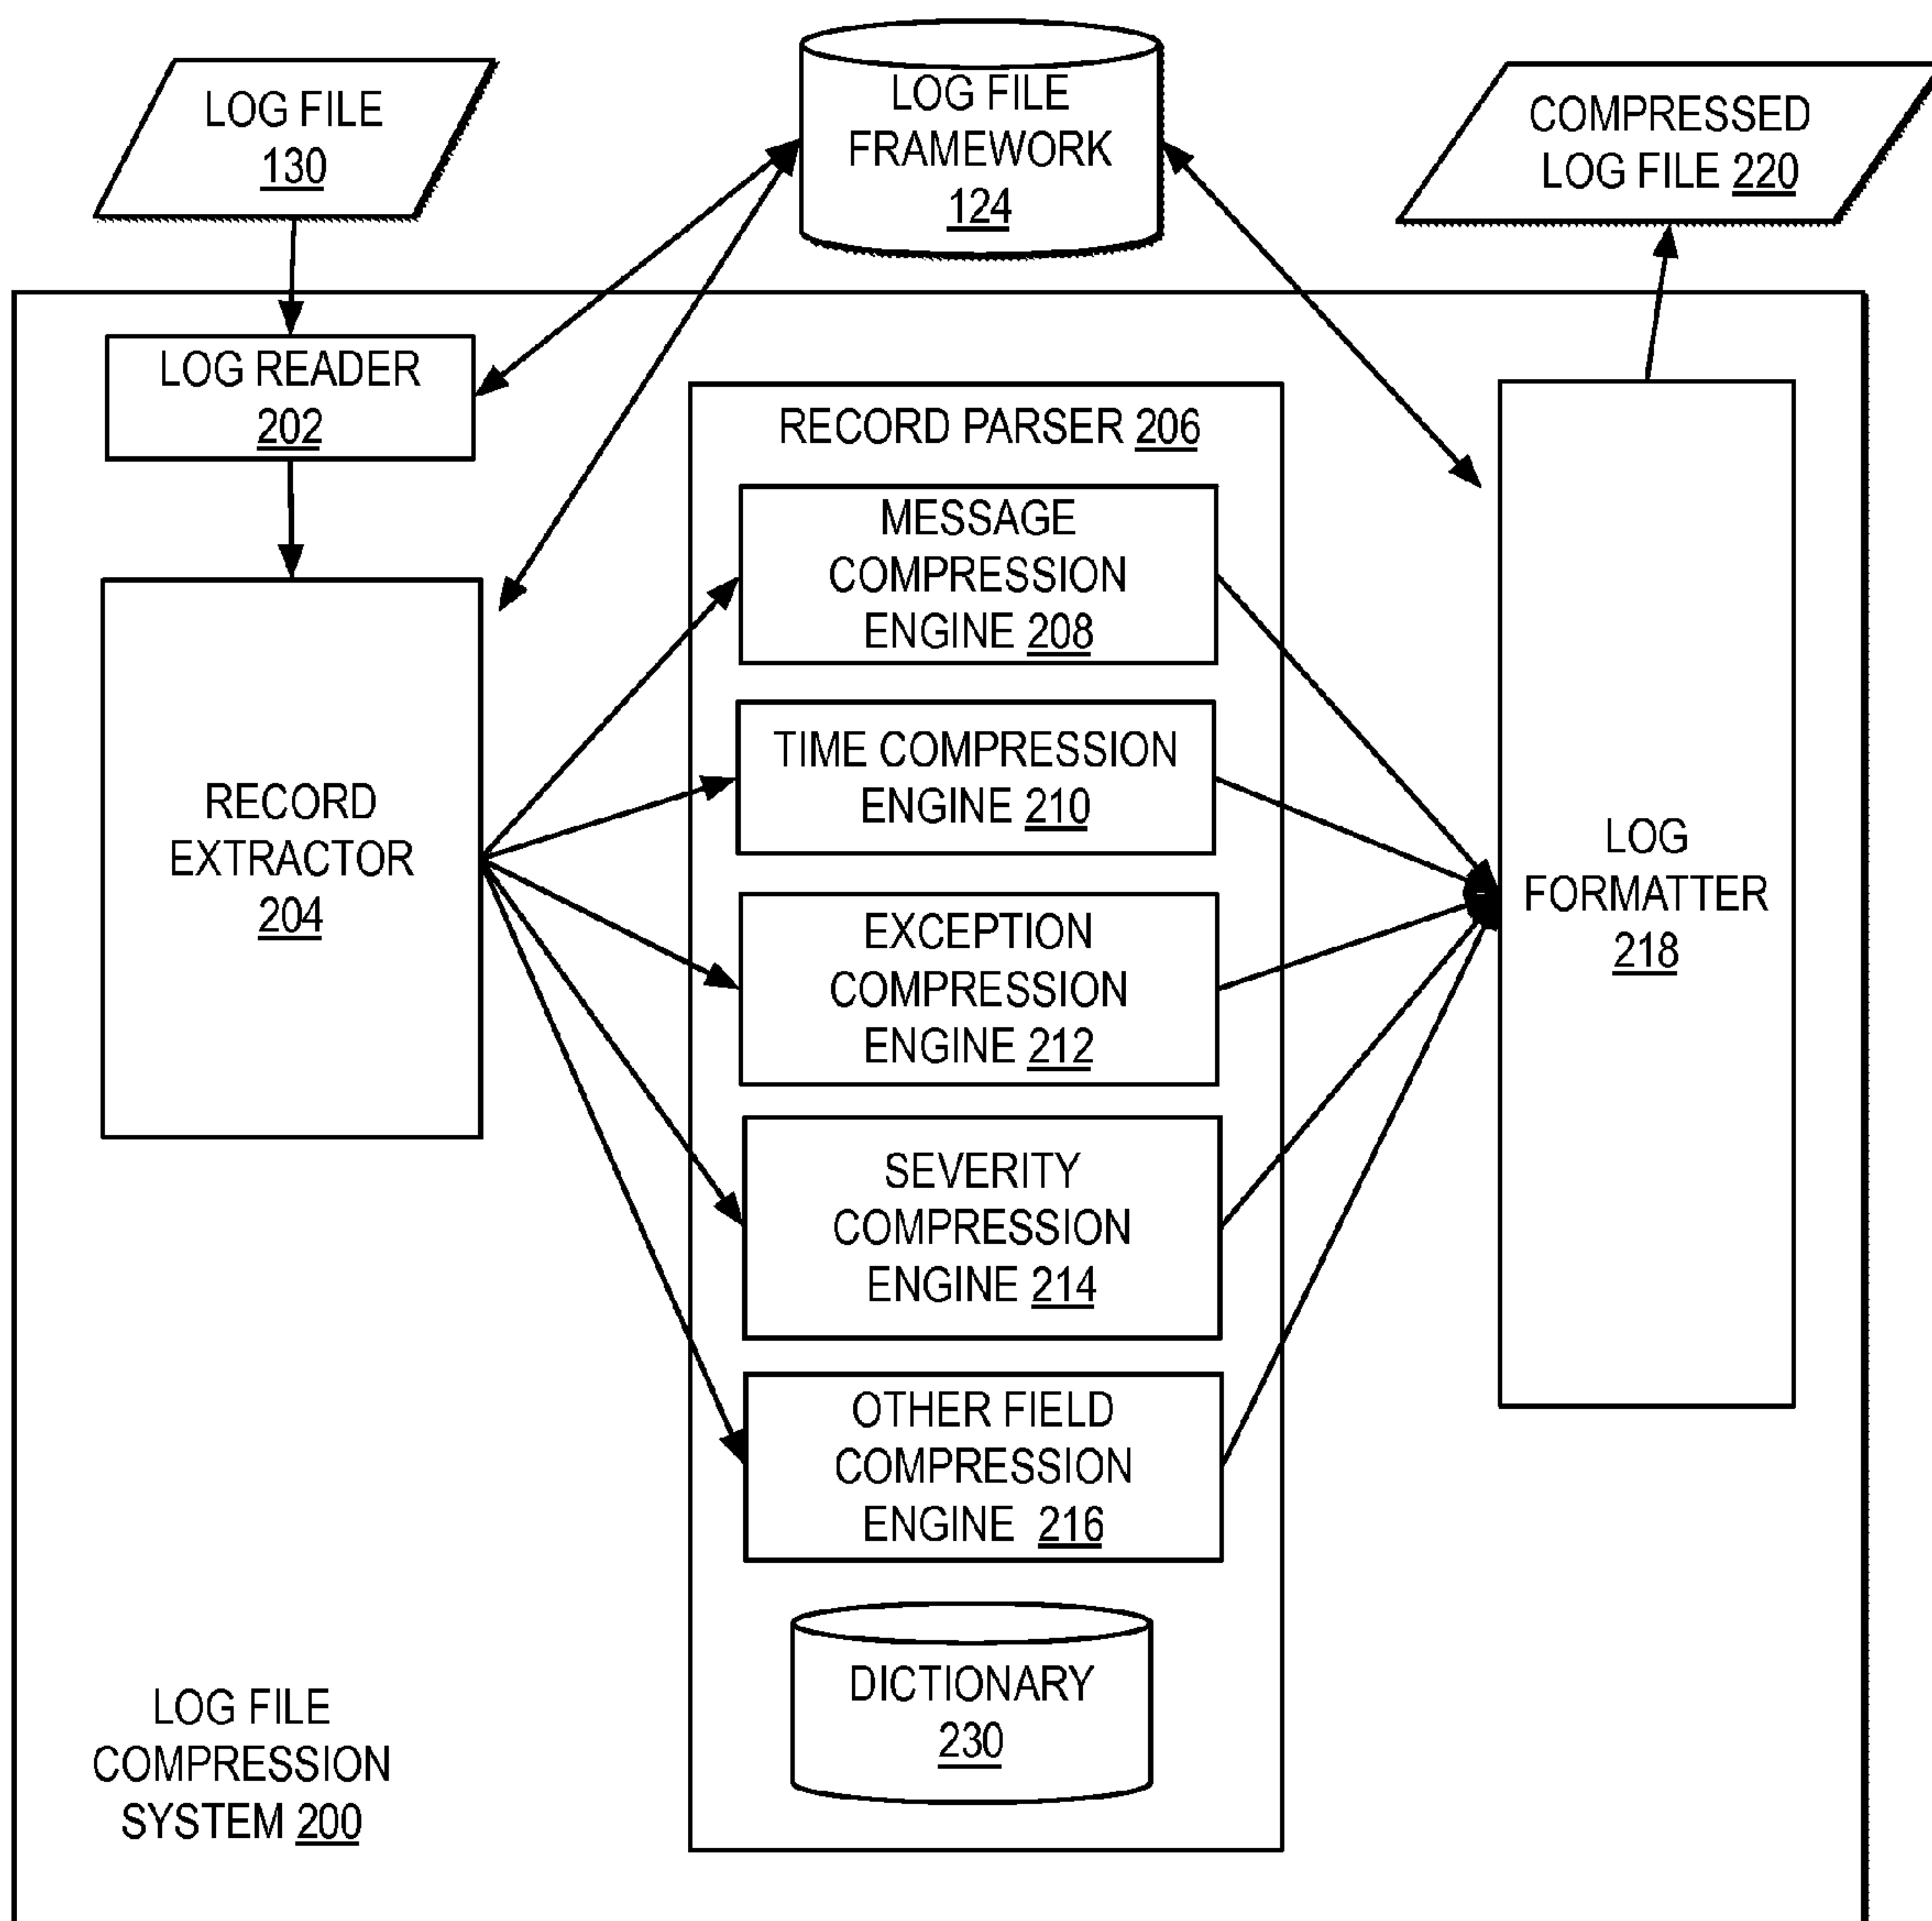 LOG FILE
130
LOG FILE
FRAMEWORK
124
COMPRESSED
LOG FILE 220
LOG READER
202
RECORD PARSER 206
MESSAGE
COMPRESSION
ENGINE 208
TIME COMPRESSION
ENGINE 210
RECORD
EXTRACTOR
204
EXCEPTION
COMPRESSION
ENGINE 212
LOG
FORMATTER
218
SEVERITY
COMPRESSION
ENGINE 214
OTHER FIELD
COMPRESSION
ENGINE 216
DICTIONARY
230
LOG FILE
COMPRESSION
SYSTEM 200